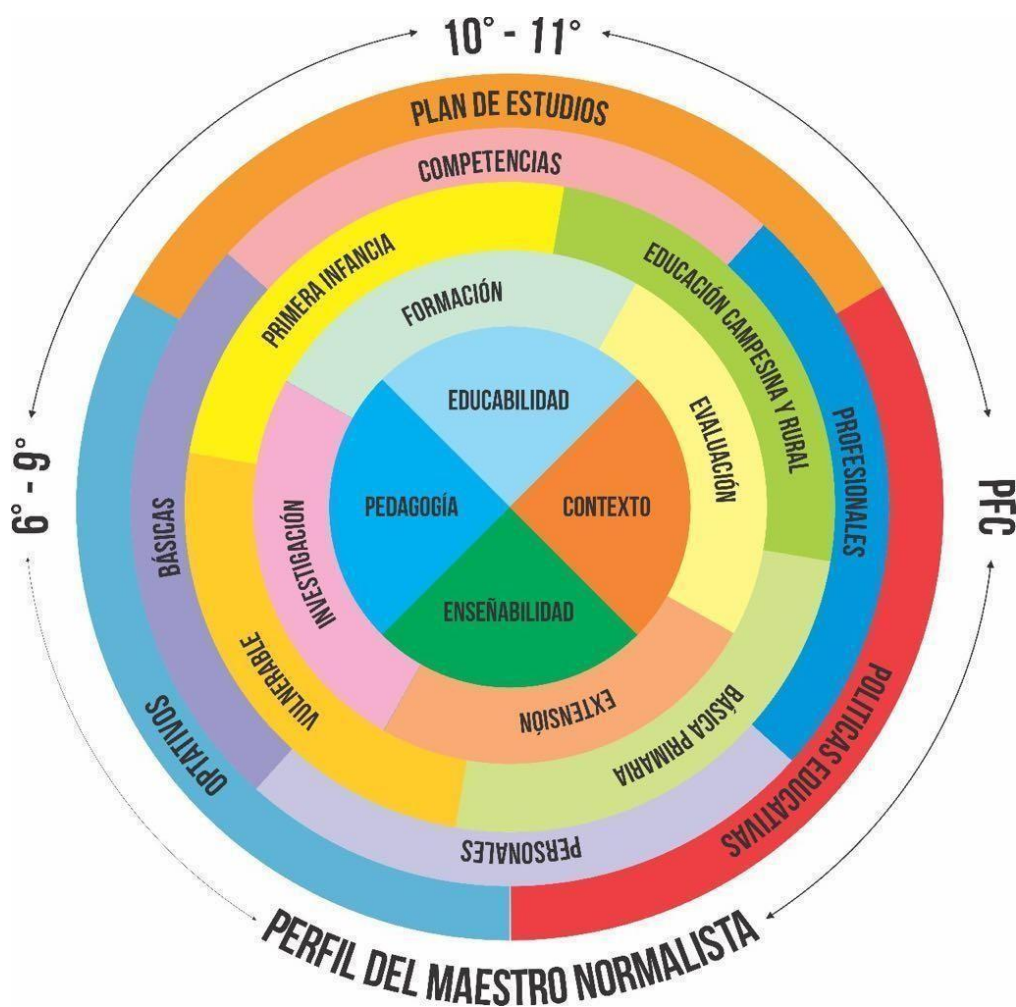 10° - 11°
PLAN DE ESTUDIOS
COMPETENCIAS
PRIMERA INFANCIA
EDUCACIÓN CAMPESINA Y RURAL
FORMACIÓN
EVALUACIÓN
EDUCABILIDAD
PEDAGOGÍA
CONTEXTO
ENSEÑABILIDAD
INVESTIGACIÓN
EXTENSIÓN
VULNERABLE
BÁSICA PRIMARIA
BÁSICAS
PROFESIONALES
PERSONALES
OPTATIVOS
POLITICAS EDUCATIVAS
6° - 9°
PFC
PERFIL DEL MAESTRO NORMALISTA